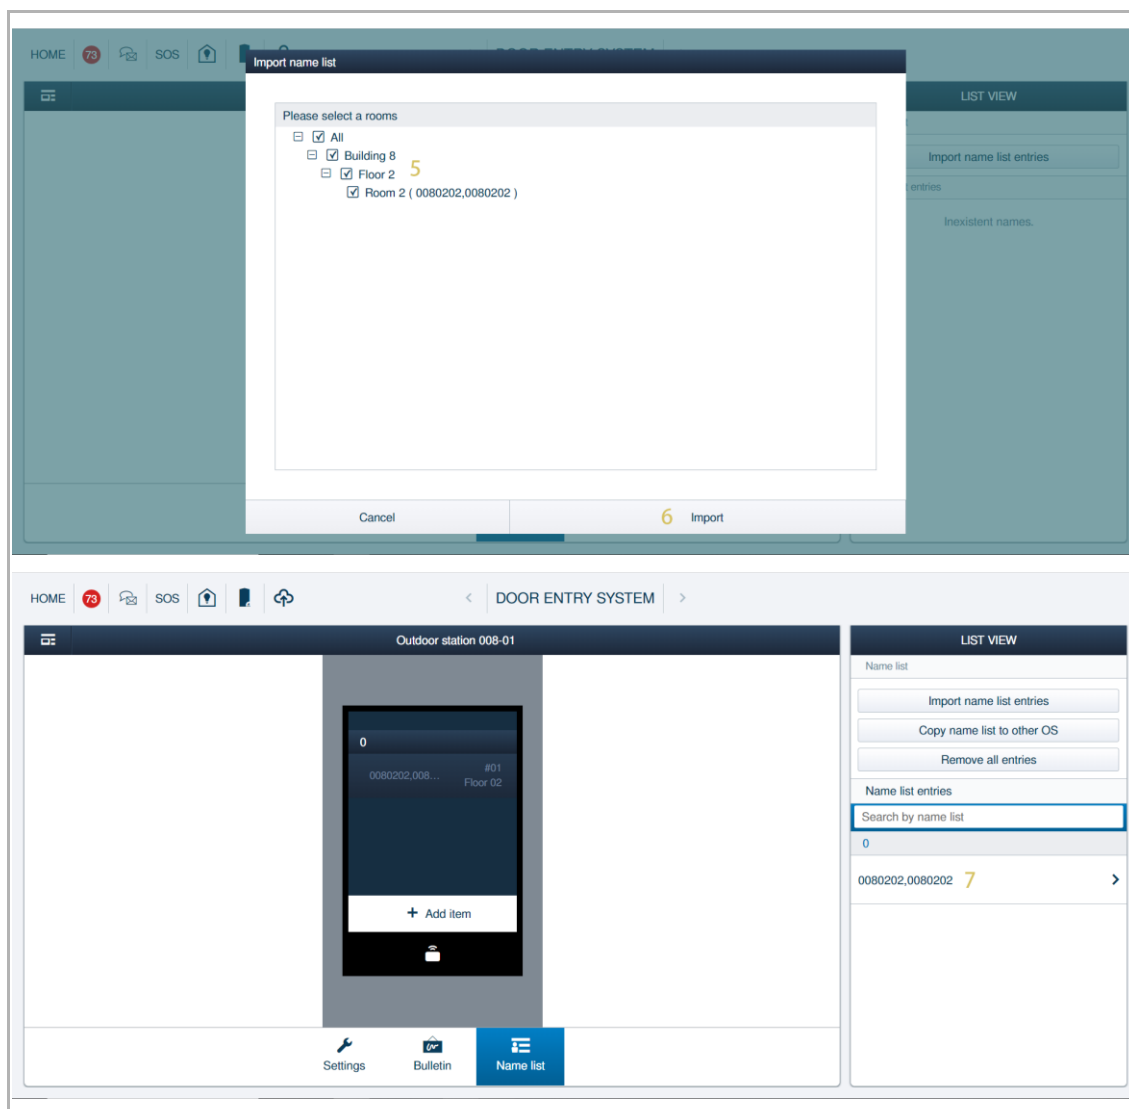 HOME 73 SOS
Import name list
LIST VIEW
Please select a rooms
All
Building 8
5
Floor 2
Room 2 ( 0080202,0080202 )
Import name list entries
entries
Inexistent names.
Cancel
6 Import
HOME 73 SOS < DOOR ENTRY SYSTEM >
Outdoor station 008-01
LIST VIEW
Name list
Import name list entries
Copy name list to other OS
Remove all entries
Name list entries
Search by name list
0
0080202,0080202 7
0
0080202,008... #01
Floor 02
+ Add item
Settings Bulletin Name list